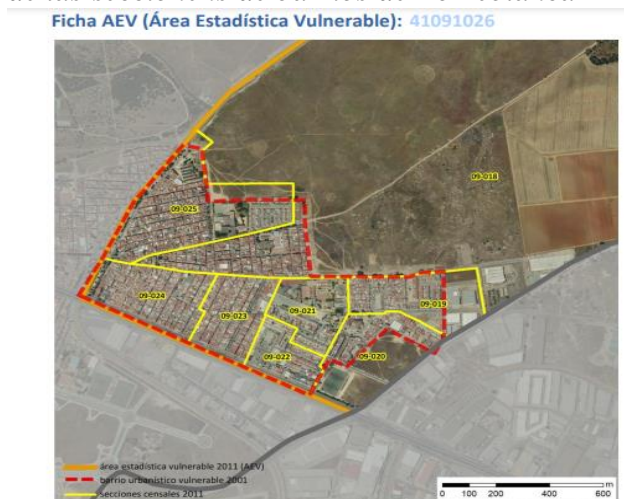 Ficha AEV (Área Estadística Vulnerable): 41091026
09-018
09-025
09-024
09-023
09-021
09-019
09-022
09-020
área estadística vulnerable 2011 (AEV)
barrio urbanístico vulnerable 2001
secciones censales 2011
m
0 100 200 400 600